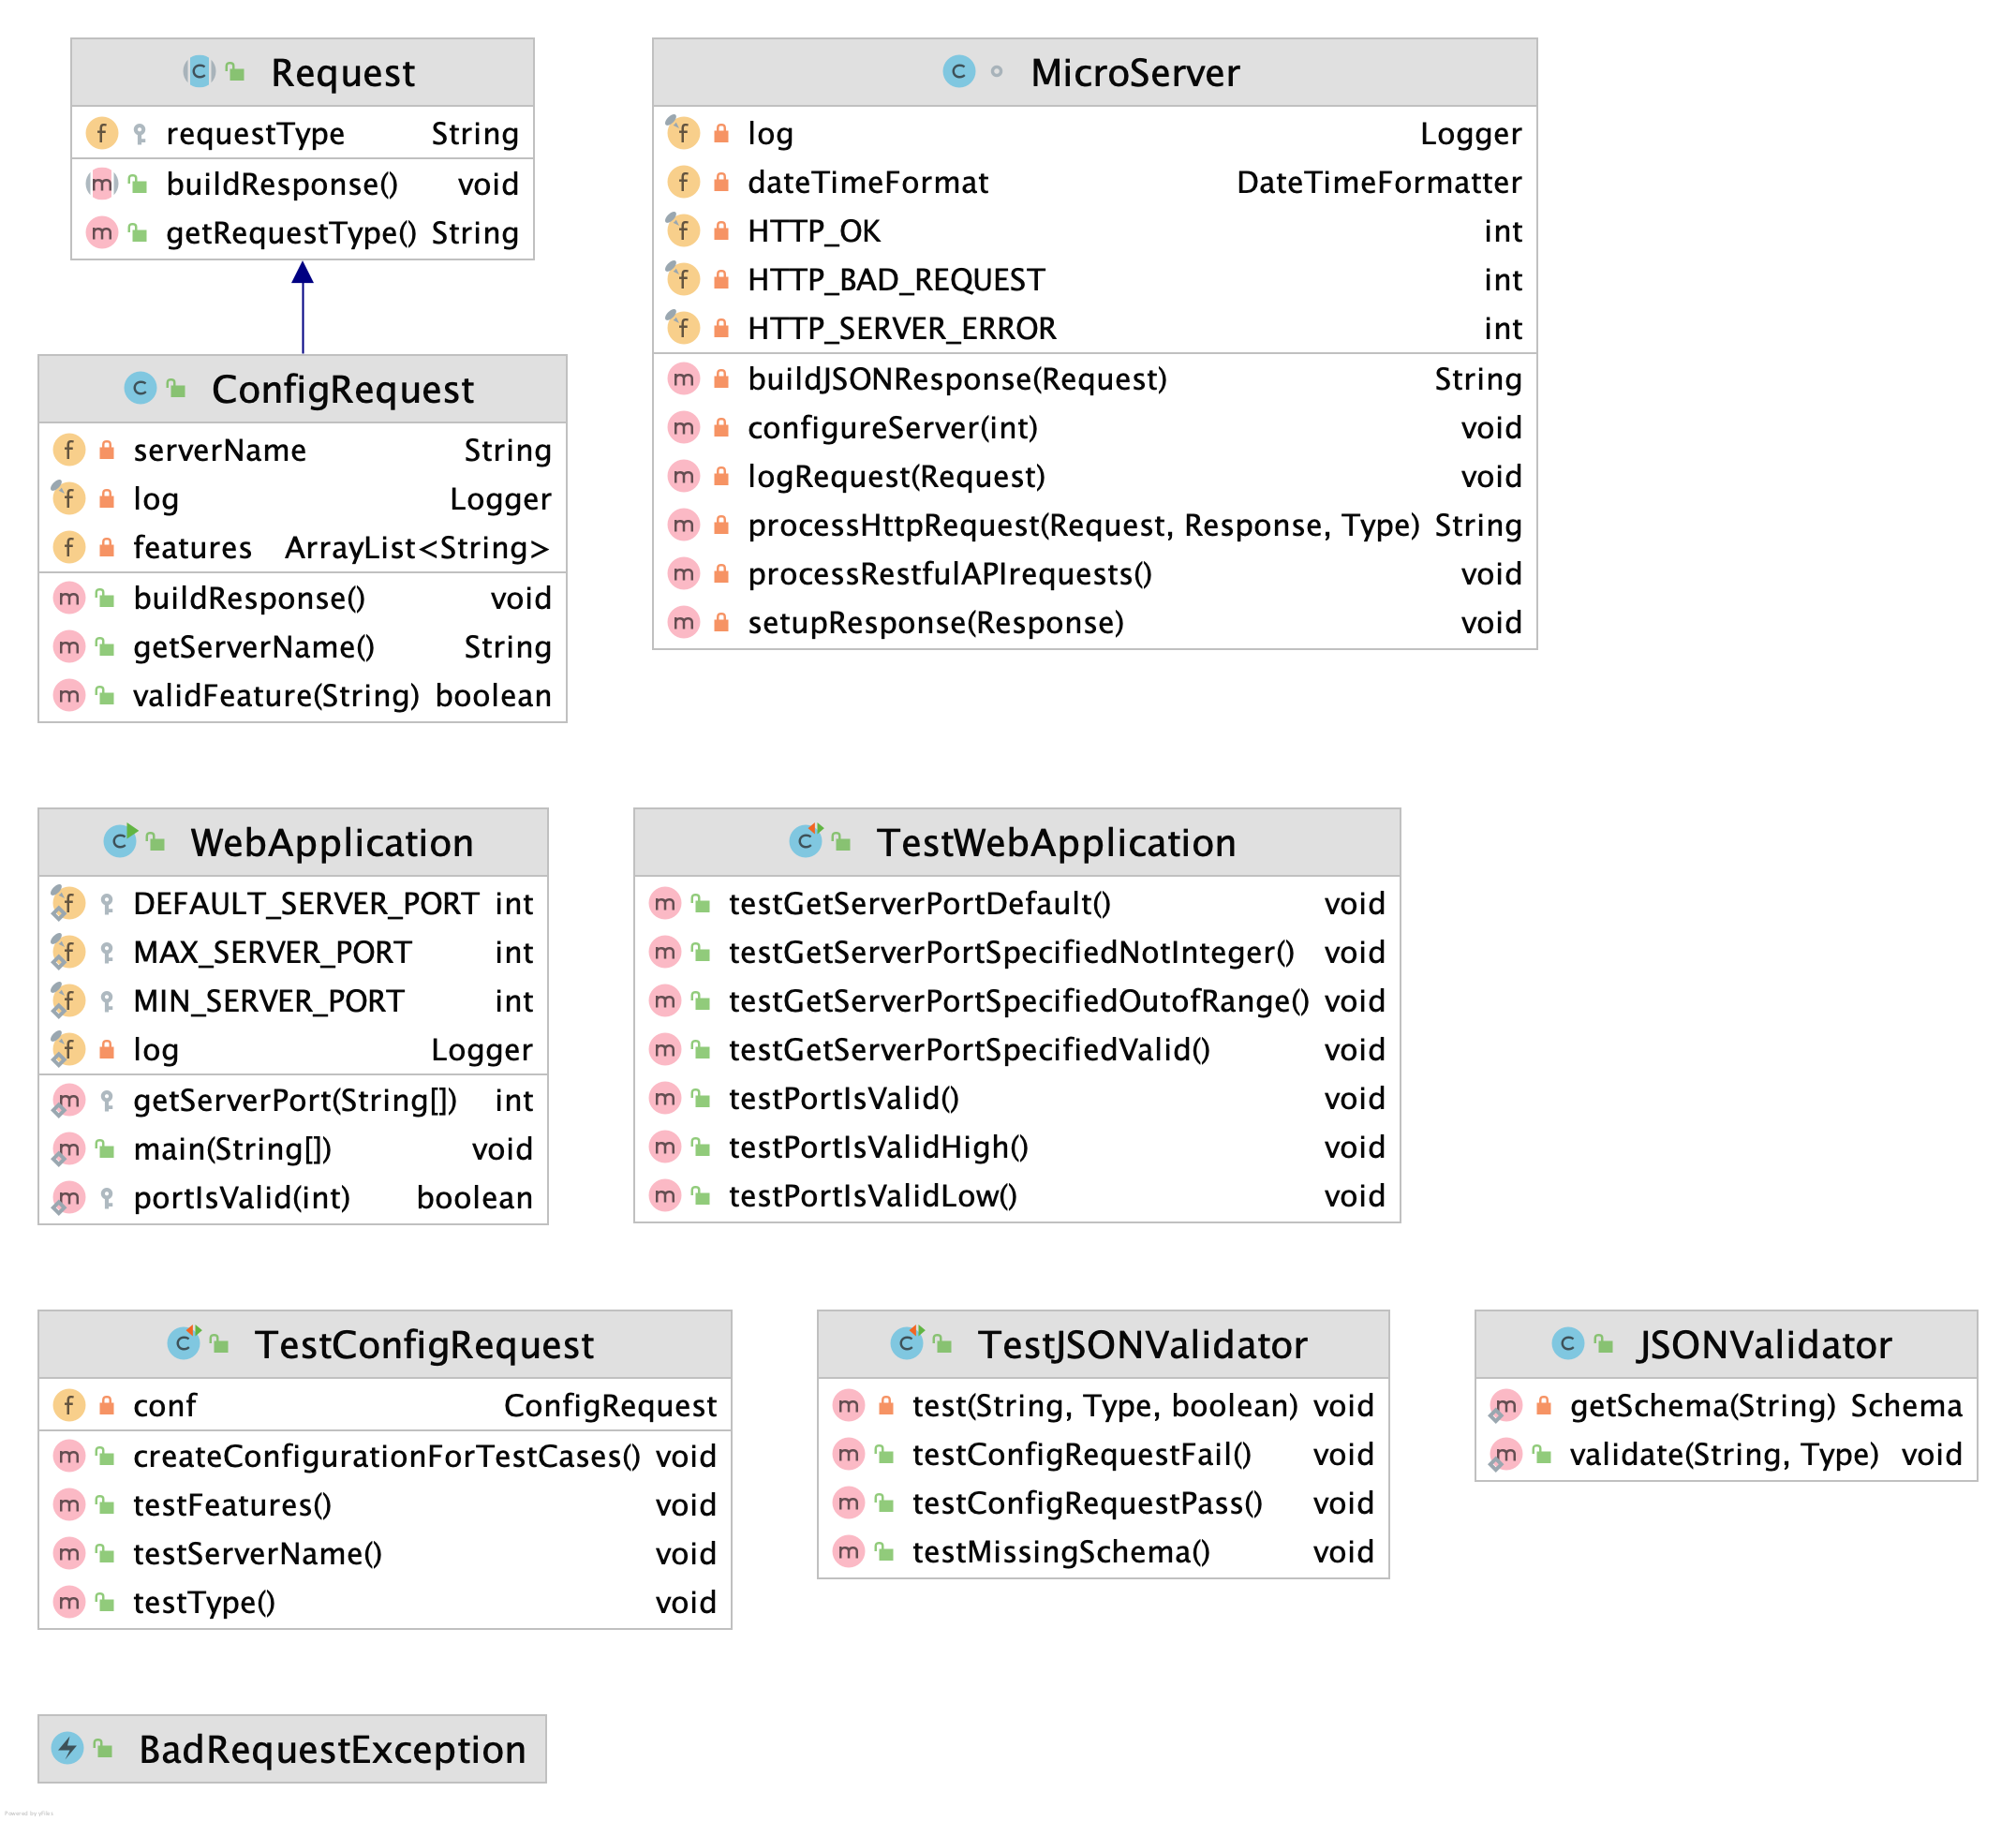 Request
requestType String
buildResponse() void
getRequestType() String
ConfigRequest
serverName String
log Logger
features ArrayList<String>
buildResponse() void
getServerName() String
validFeature(String) boolean
MicroServer
log Logger
dateTimeFormat DateTimeFormatter
HTTP_OK int
HTTP_BAD_REQUEST int
HTTP_SERVER_ERROR int
buildJSONResponse(Request) String
configureServer(int) void
logRequest(Request) void
processHttpRequest(Request, Response, Type) String
processRestfulAPIrequests() void
setupResponse(Response) void
WebApplication
DEFAULT_SERVER_PORT int
MAX_SERVER_PORT int
MIN_SERVER_PORT int
log Logger
getServerPort(String[]) int
main(String[]) void
portIsValid(int) boolean
TestWebApplication
testGetServerPortDefault() void
testGetServerPortSpecifiedNotInteger() void
testGetServerPortSpecifiedOutofRange() void
testGetServerPortSpecifiedValid() void
testPortIsValid() void
testPortIsValidHigh() void
testPortIsValidLow() void
TestConfigRequest
conf ConfigRequest
createConfigurationForTestCases() void
testFeatures() void
testServerName() void
testType() void
TestJSONValidator
test(String, Type, boolean) void
testConfigRequestFail() void
testConfigRequestPass() void
testMissingSchema() void
JSONValidator
getSchema(String) Schema
validate(String, Type) void
BadRequestException
Powered by yFiles